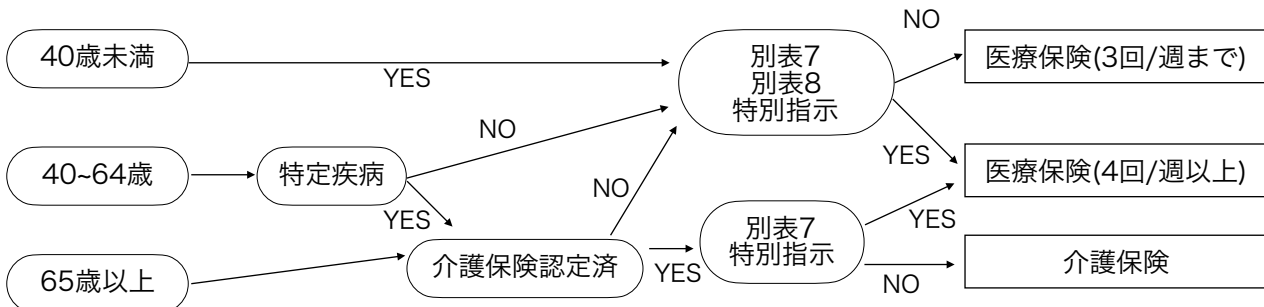 NO
40歳未満
YES
別表7
別表8
特別指示
医療保険(3回/週まで)
NO
YES
40~64歳
特定疾病
NO
医療保険(4回/週以上)
YES
別表7
特別指示
YES
65歳以上
介護保険認定済
YES
NO
介護保険